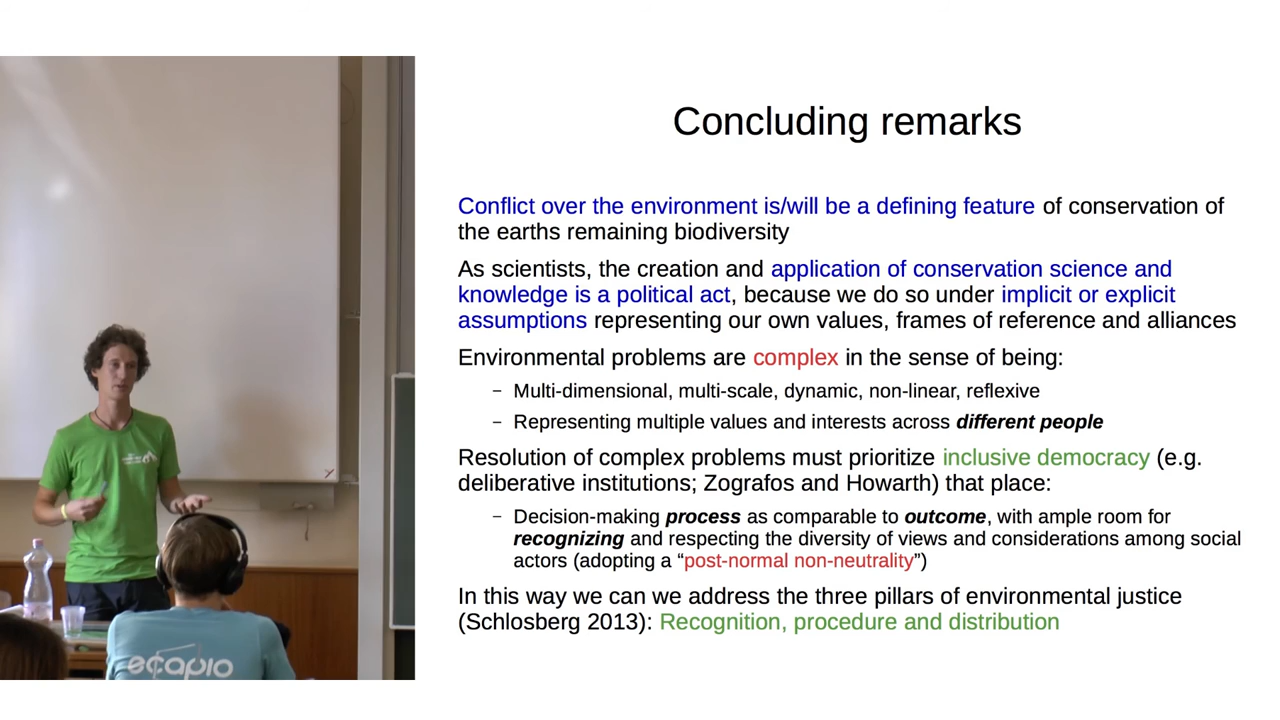 Concluding remarks
Conflict over the environment is/will be a defining feature of conservation of
the earths remaining biodiversity
As scientists, the creation and application of conservation science and
knowledge is a political act, because we do so under implicit or explicit
assumptions representing our own values, frames of reference and alliances
Environmental problems are complex in the sense of being:
– Multi-dimensional, multi-scale, dynamic, non-linear, reflexive
– Representing multiple values and interests across different people
Resolution of complex problems must prioritize inclusive democracy (e.g.
deliberative institutions; Zografos and Howarth) that place:
– Decision-making process as comparable to outcome, with ample room for
recognizing and respecting the diversity of views and considerations among social
actors (adopting a “post-normal non-neutrality”)
In this way we can we address the three pillars of environmental justice
(Schlosberg 2013): Recognition, procedure and distribution
ecapio